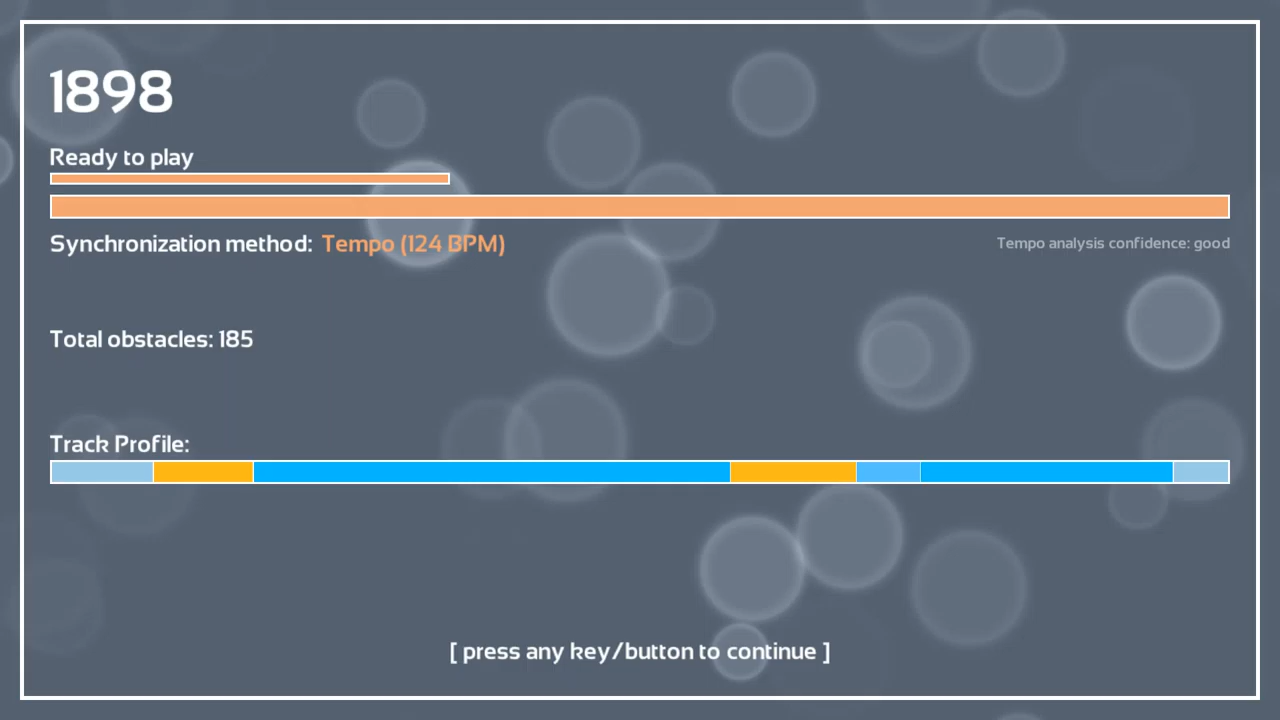 1898
Ready to play
Synchronization method: Tempo (124 BPM)
Tempo analysis confidence: good
Total obstacles: 185
Track Profile:
[ press any key/button to continue ]